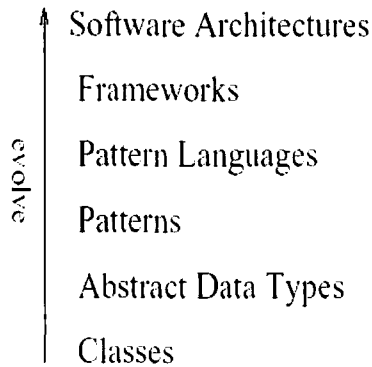 Software Architectures
Frameworks
Pattern Languages
Patterns
Abstract Data Types
Classes
evolve